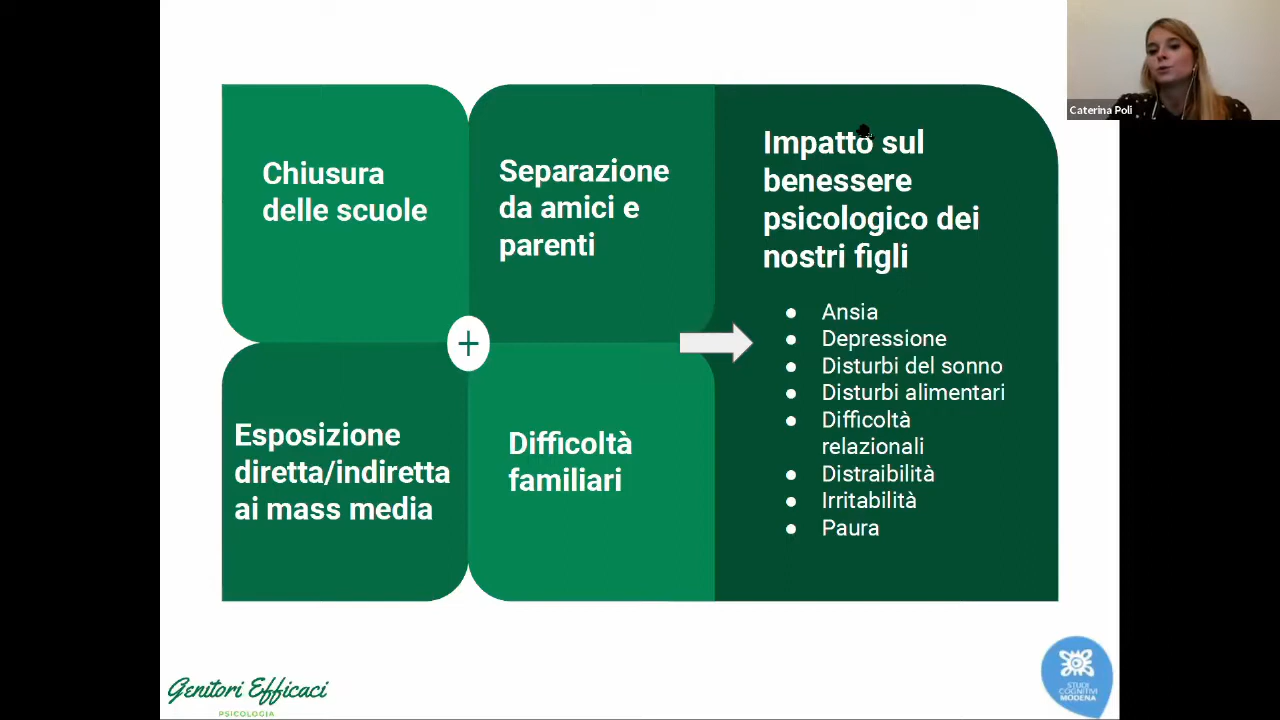 Caterina Poli
Chiusura
delle scuole
Separazione
da amici e
parenti
Esposizione
diretta/indiretta
ai mass media
Difficoltà
familiari
Impatto sul
benessere
psicologico dei
nostri figli
Ansia
Depressione
Disturbi del sonno
Disturbi alimentari
Difficoltà
relazionali
Distraibilità
Irritabilità
Paura
Genitori Efficaci
PSICOLOGIA
STUDI
COGNITIVI
MODENA